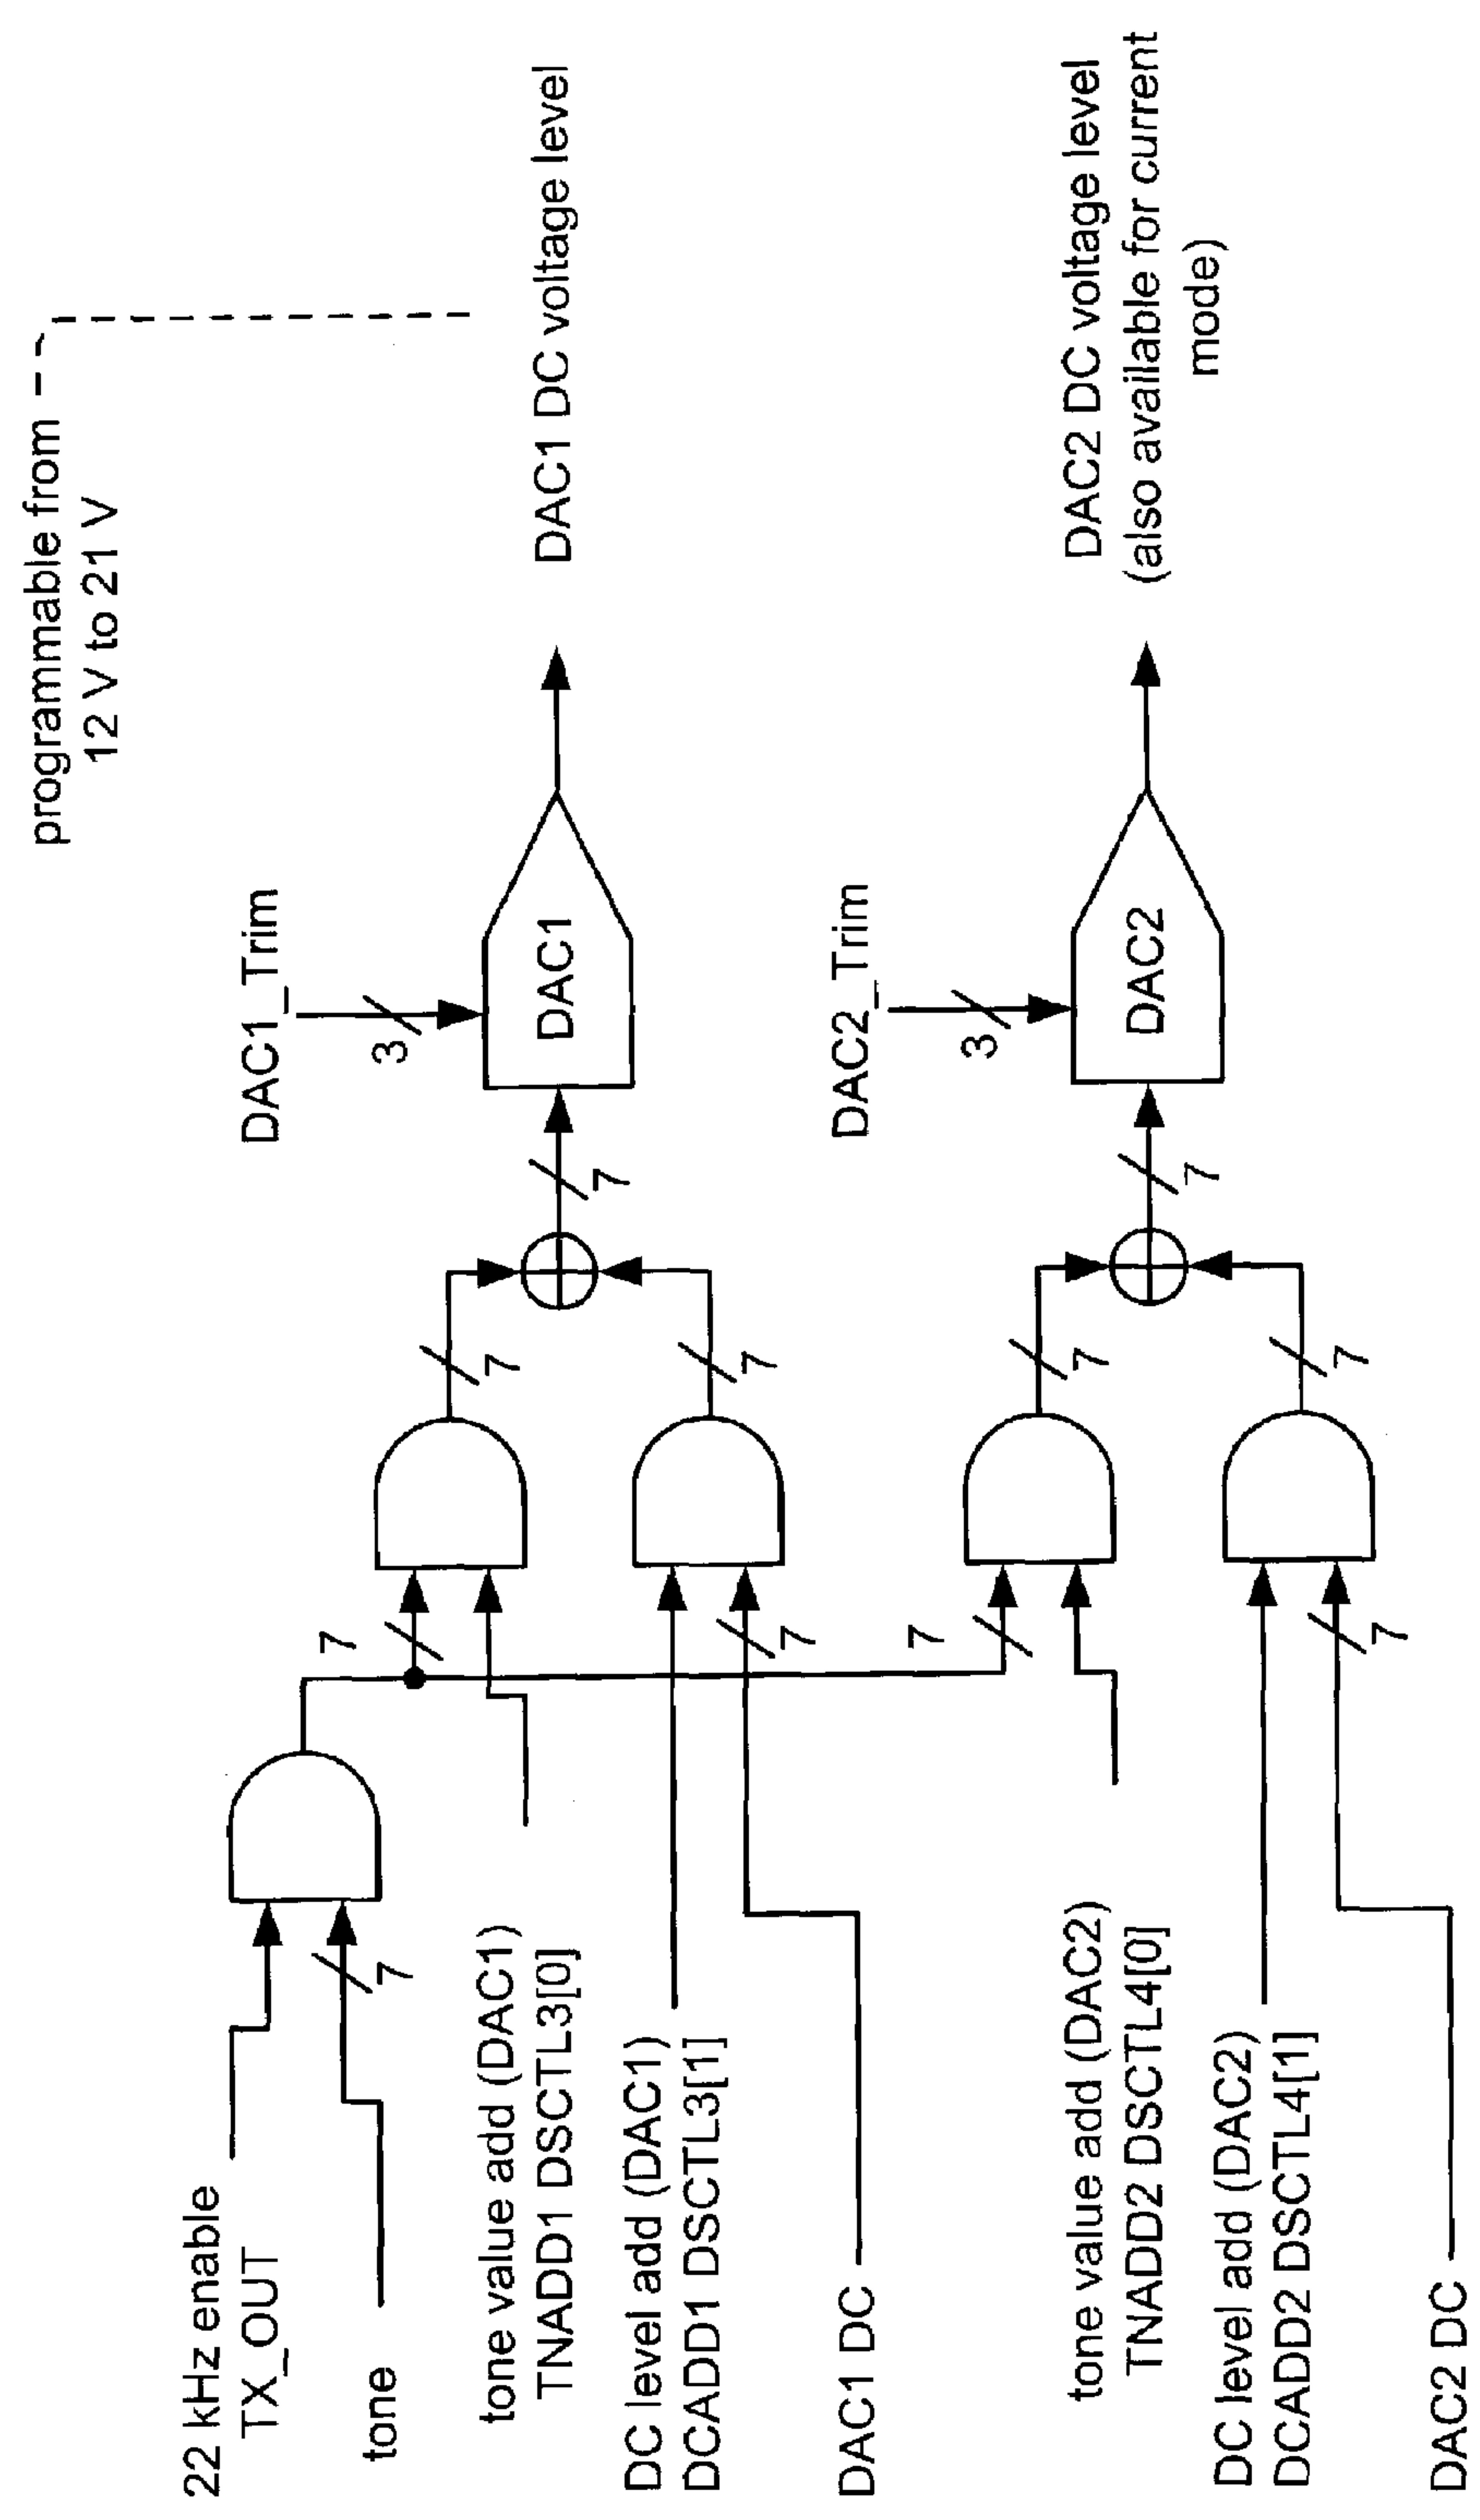 programmable from
12 V to 21 V
22 kHz enable
TX_OUT
tone
7
7
tone value add (DAC1)
TNADD1 DSCTL3[0]
7
DAC1_Trim
3
DAC1
7
DAC1 DC voltage level
DC level add (DAC1)
DCADD1 DSCTL3[1]
7
7
DAC1 DC
7
tone value add (DAC2)
TNADD2 DSCTL4[0]
7
DAC2_Trim
3
DAC2
7
DAC2 DC voltage level
(also available for current
mode)
DC level add (DAC2)
DCADD2 DSCTL4[1]
7
7
DAC2 DC